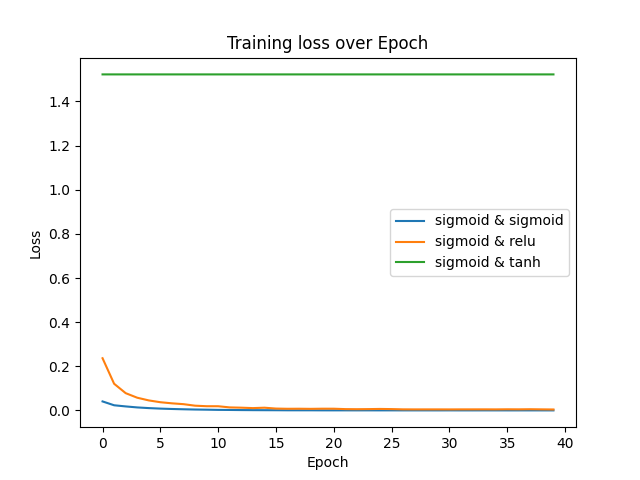 Training loss over Epoch
Loss
1.4
1.2
1.0
0.8
0.6
0.4
0.2
0.0
sigmoid & sigmoid
sigmoid & relu
sigmoid & tanh
0 5 10 15 20 25 30 35 40
Epoch